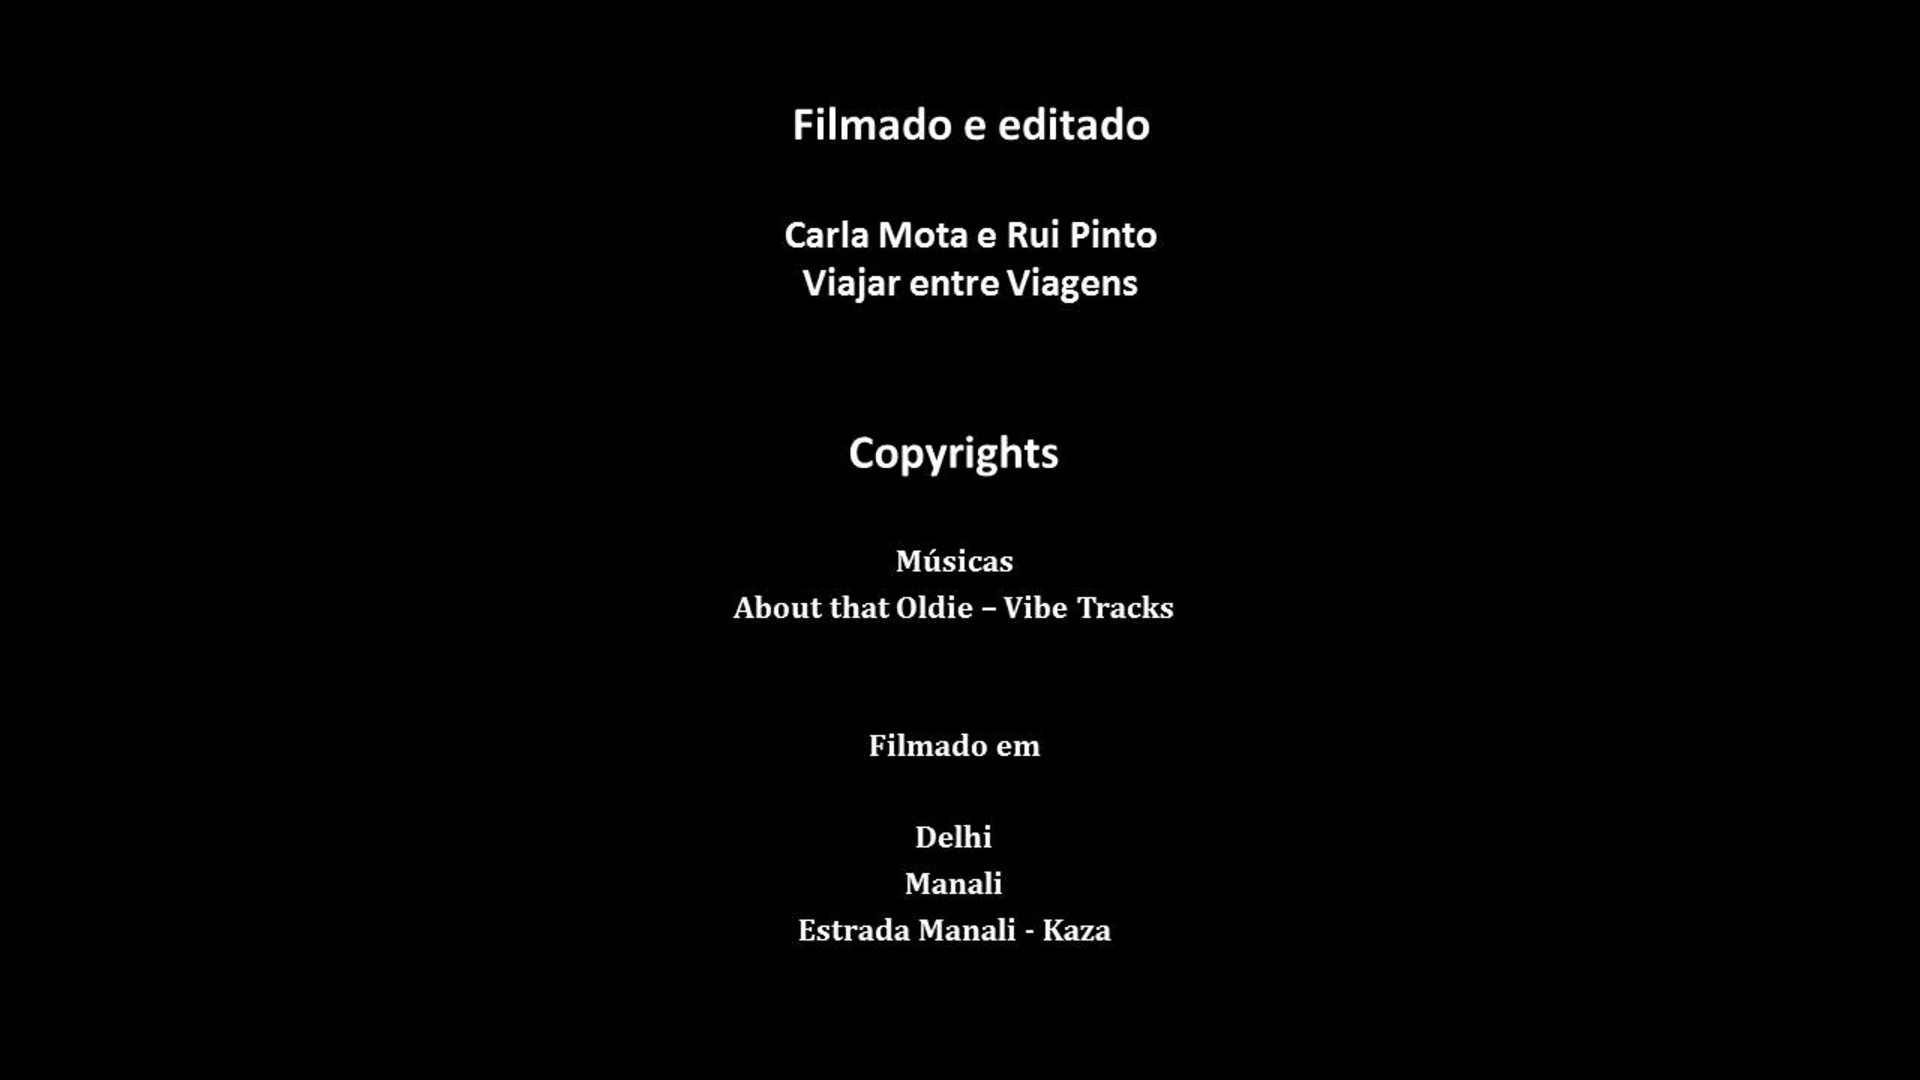 Filmado e editado
Carla Mota e Rui Pinto
Viajar entre Viagens
Copyrights
Músicas
About that Oldie – Vibe Tracks
Filmado em
Delhi
Manali
Estrada Manali - Kaza